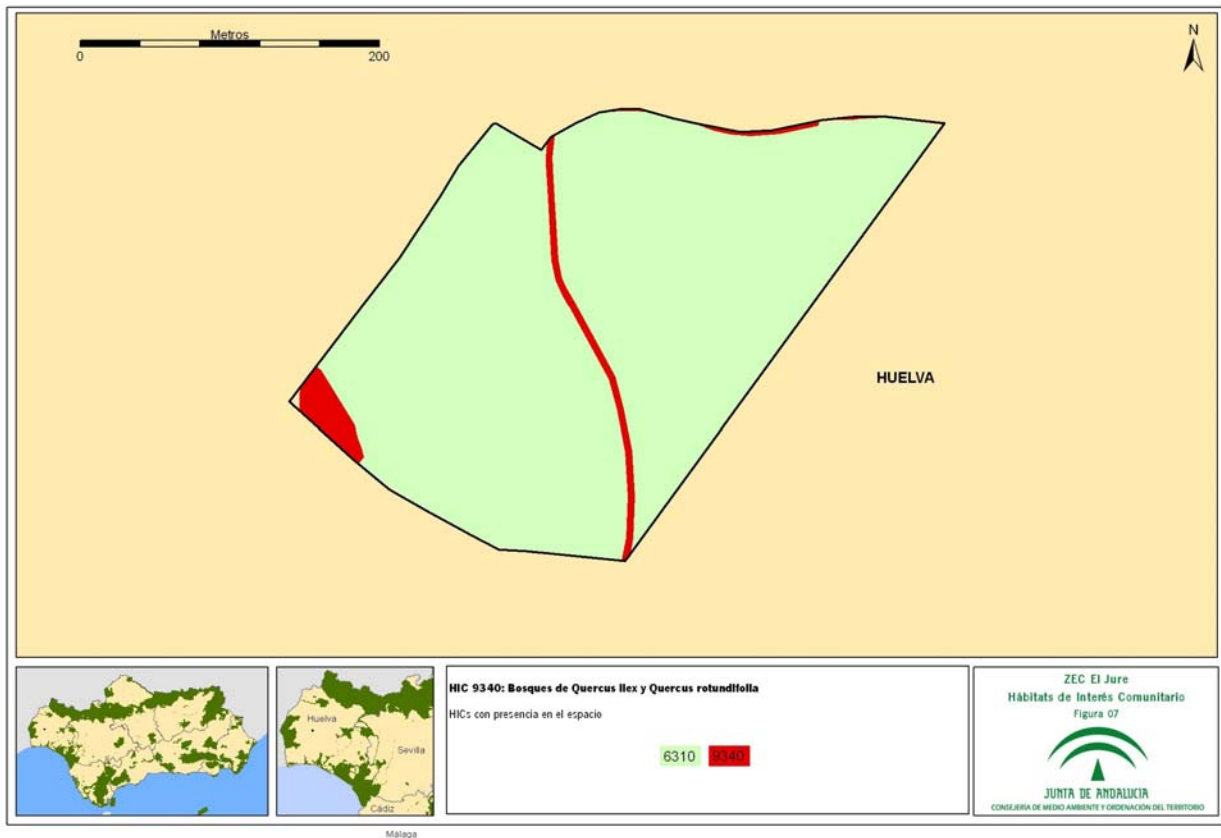 Metros
0
200
N
HUELVA
Huelva
Sevilla
Cádiz
Málaga
HIC 9340: Bosques de Quercus Ilex y Quercus rotundifolia
HICs con presencia en el espacio
6310
9340
ZEC El Jure
Hábitats de Interés Comunitario
Figura 07
JUNTA DE ANDALUCIA
CONSEJERÍA DE MEDIO AMBIENTE Y ORDENACIÓN DEL TERRITORIO